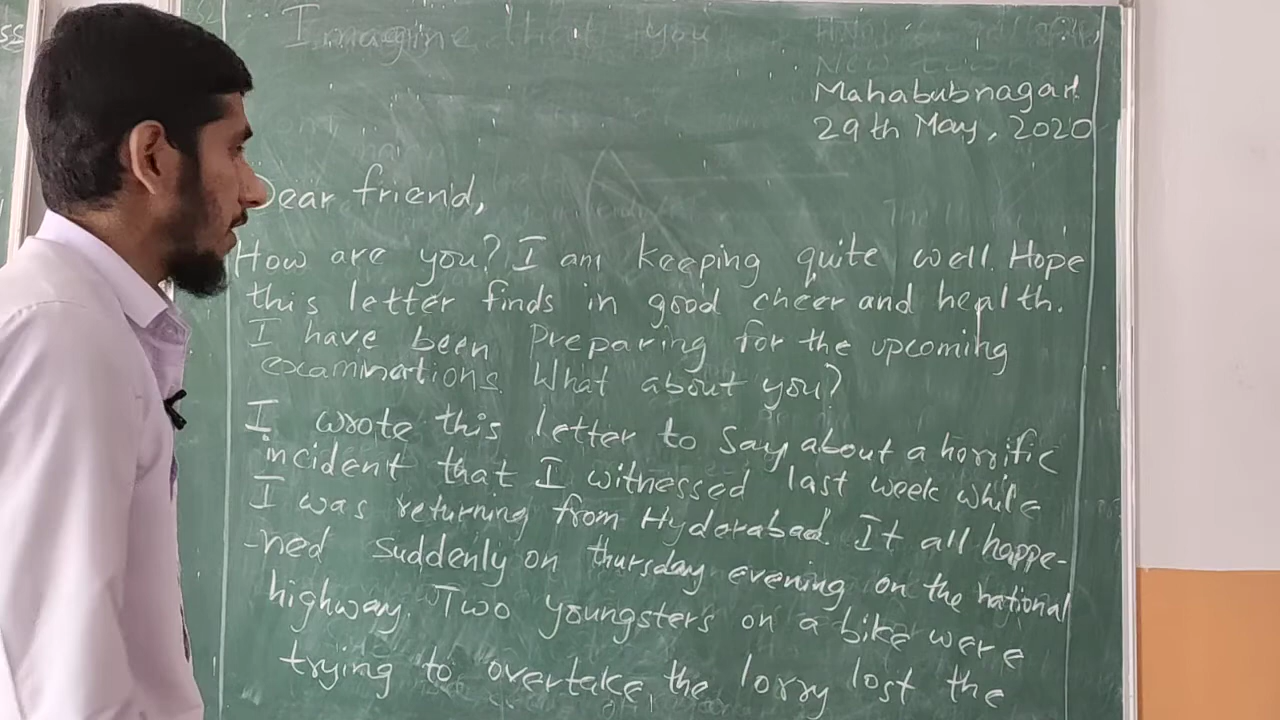 ss
Imagine that you
Mahabubnagar.
29th May, 2020
Dear friend,
How are you? I am keeping quite well. Hope
this letter finds in good cheer and health.
I have been preparing for the upcoming
examinations. What about you?
I wrote this letter to say about a horrific
incident that I witnessed last week while
I was returning from Hyderabad. It all happe-
-ned suddenly on thursday evening on the national
highway. Two youngsters on a bike were
trying to overtake the lorry lost the